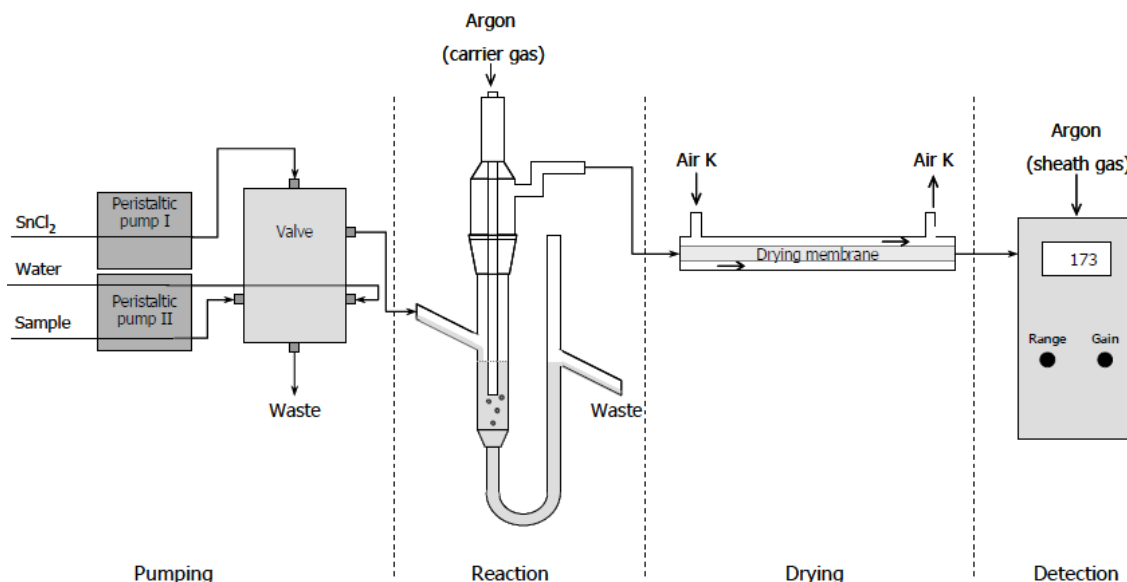 Argon
(carrier gas)
Argon
(sheath gas)
Air K
Air K
SnCl₂
Peristaltic
pump I
Valve
Water
Peristaltic
pump II
Sample
Drying membrane
173
Range
Gain
Waste
Waste
Pumping
Reaction
Drying
Detection